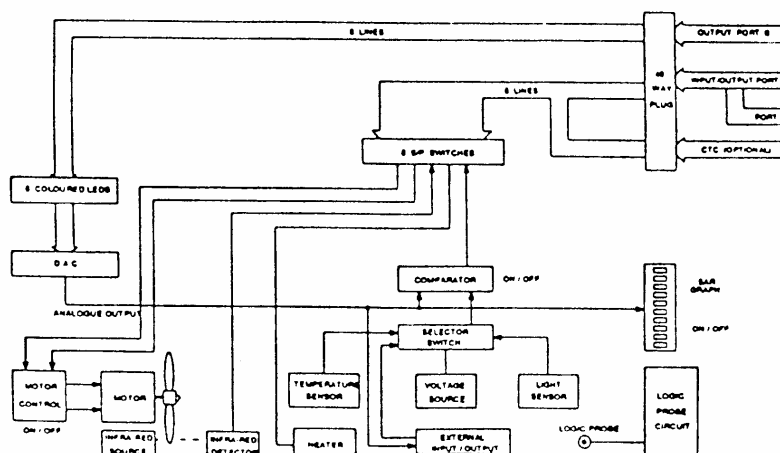 8 LINES
OUTPUT PORT B
40
WAY
PLUG
INPUT/OUTPUT PORT
8 LINES
PORT
CTC (OPTIONAL)
8 S/P SWITCHES
8 COLOURED LEDS
D.A.C
COMPARATOR
ON / OFF
BAR
GRAPH
ANALOGUE OUTPUT
SELECTOR
SWITCH
ON / OFF
MOTOR
CONTROL
MOTOR
TEMPERATURE
SENSOR
VOLTAGE
SOURCE
LIGHT
SENSOR
LOGIC
PROBE
CIRCUIT
ON / OFF
LOGIC PROBE
INFRA-RED
SOURCE
INFRA-RED
DETECTOR
HEATER
EXTERNAL
INPUT / OUTPUT